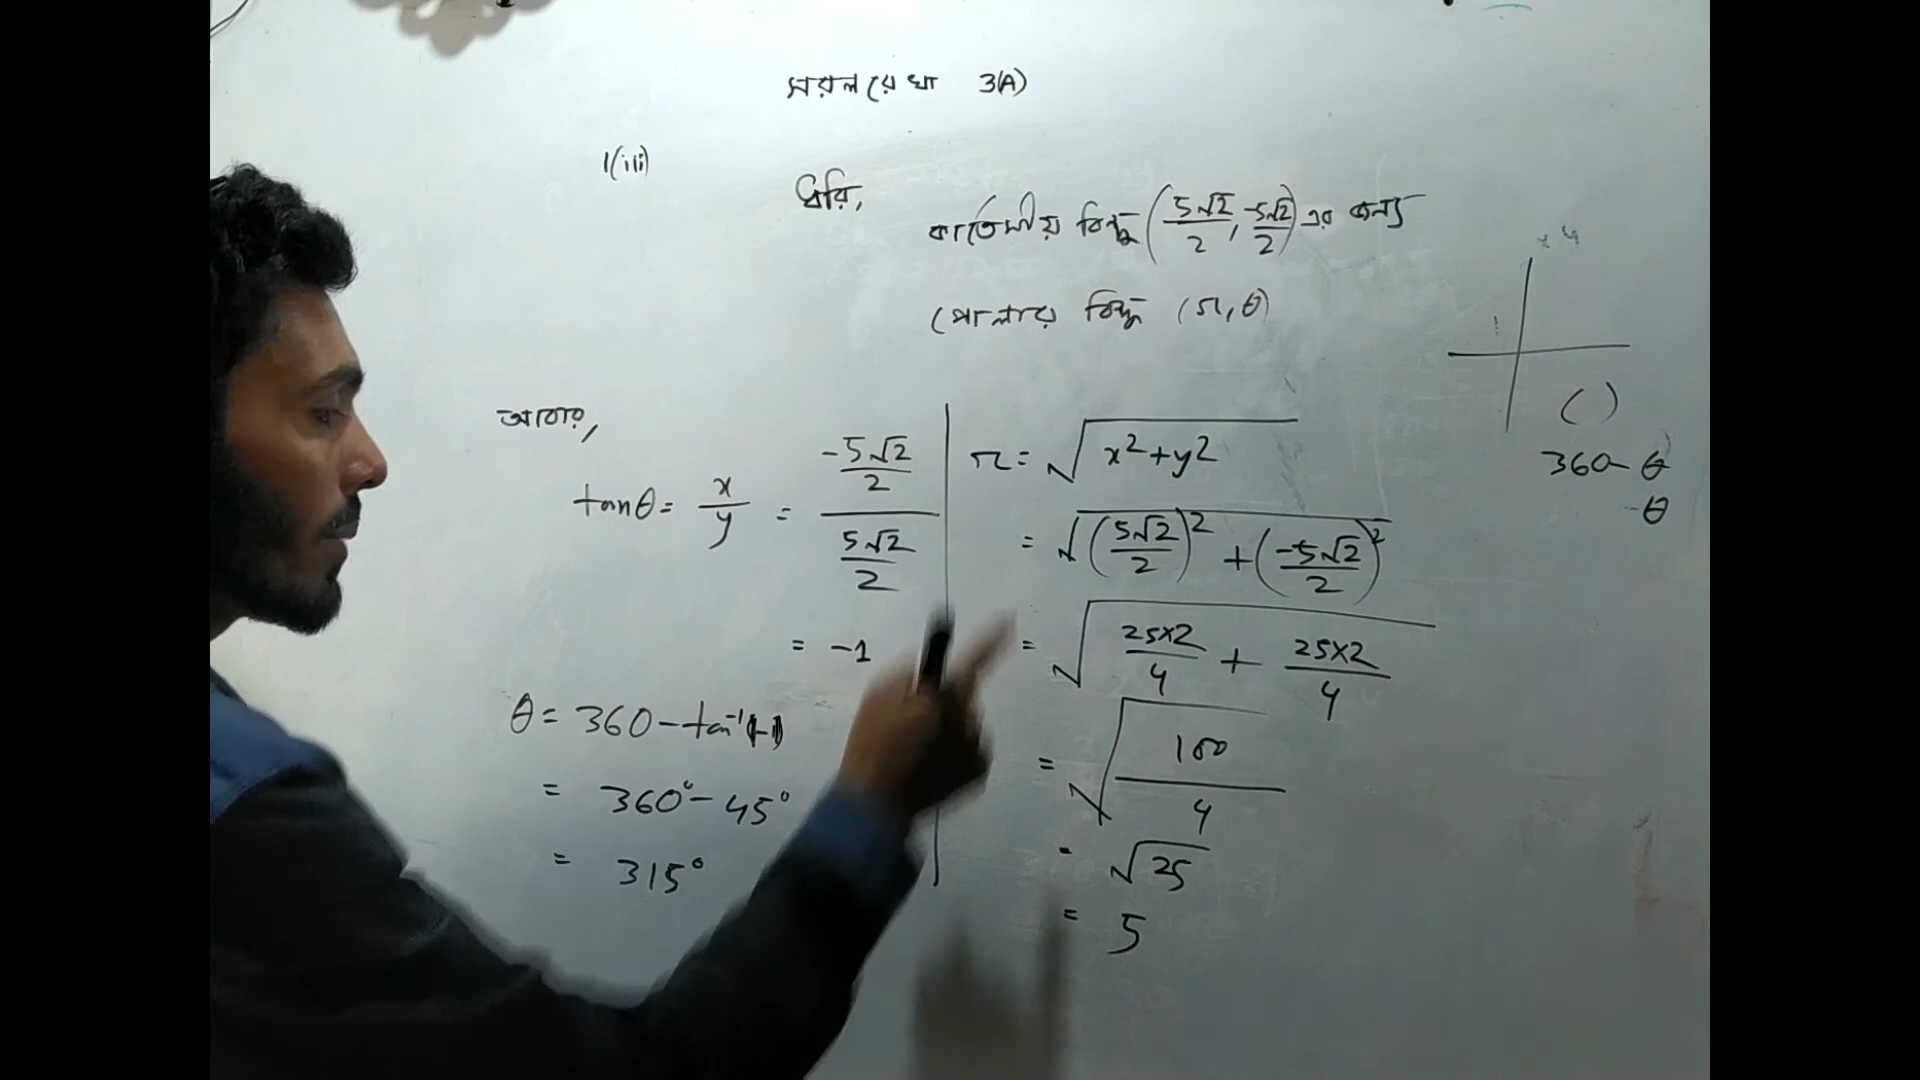 সরলরেখা 3(A)
1(iii)
ধরি,
কার্তেসীয় বিন্দু (5√2/2, -5√2/2) এর জন্য
পোলার বিন্দু (r, θ)
আবার,
tanθ = x/y = (-5√2/2)/(5√2/2)
= -1
θ = 360 - tan⁻¹
= 360° - 45°
= 315°
r = √(x² + y²)
= √((5√2/2)² + (-5√2/2)²)
= √(25×2/4 + 25×2/4)
= √(100/4)
= √25
= 5
( )
360 - θ
-θ